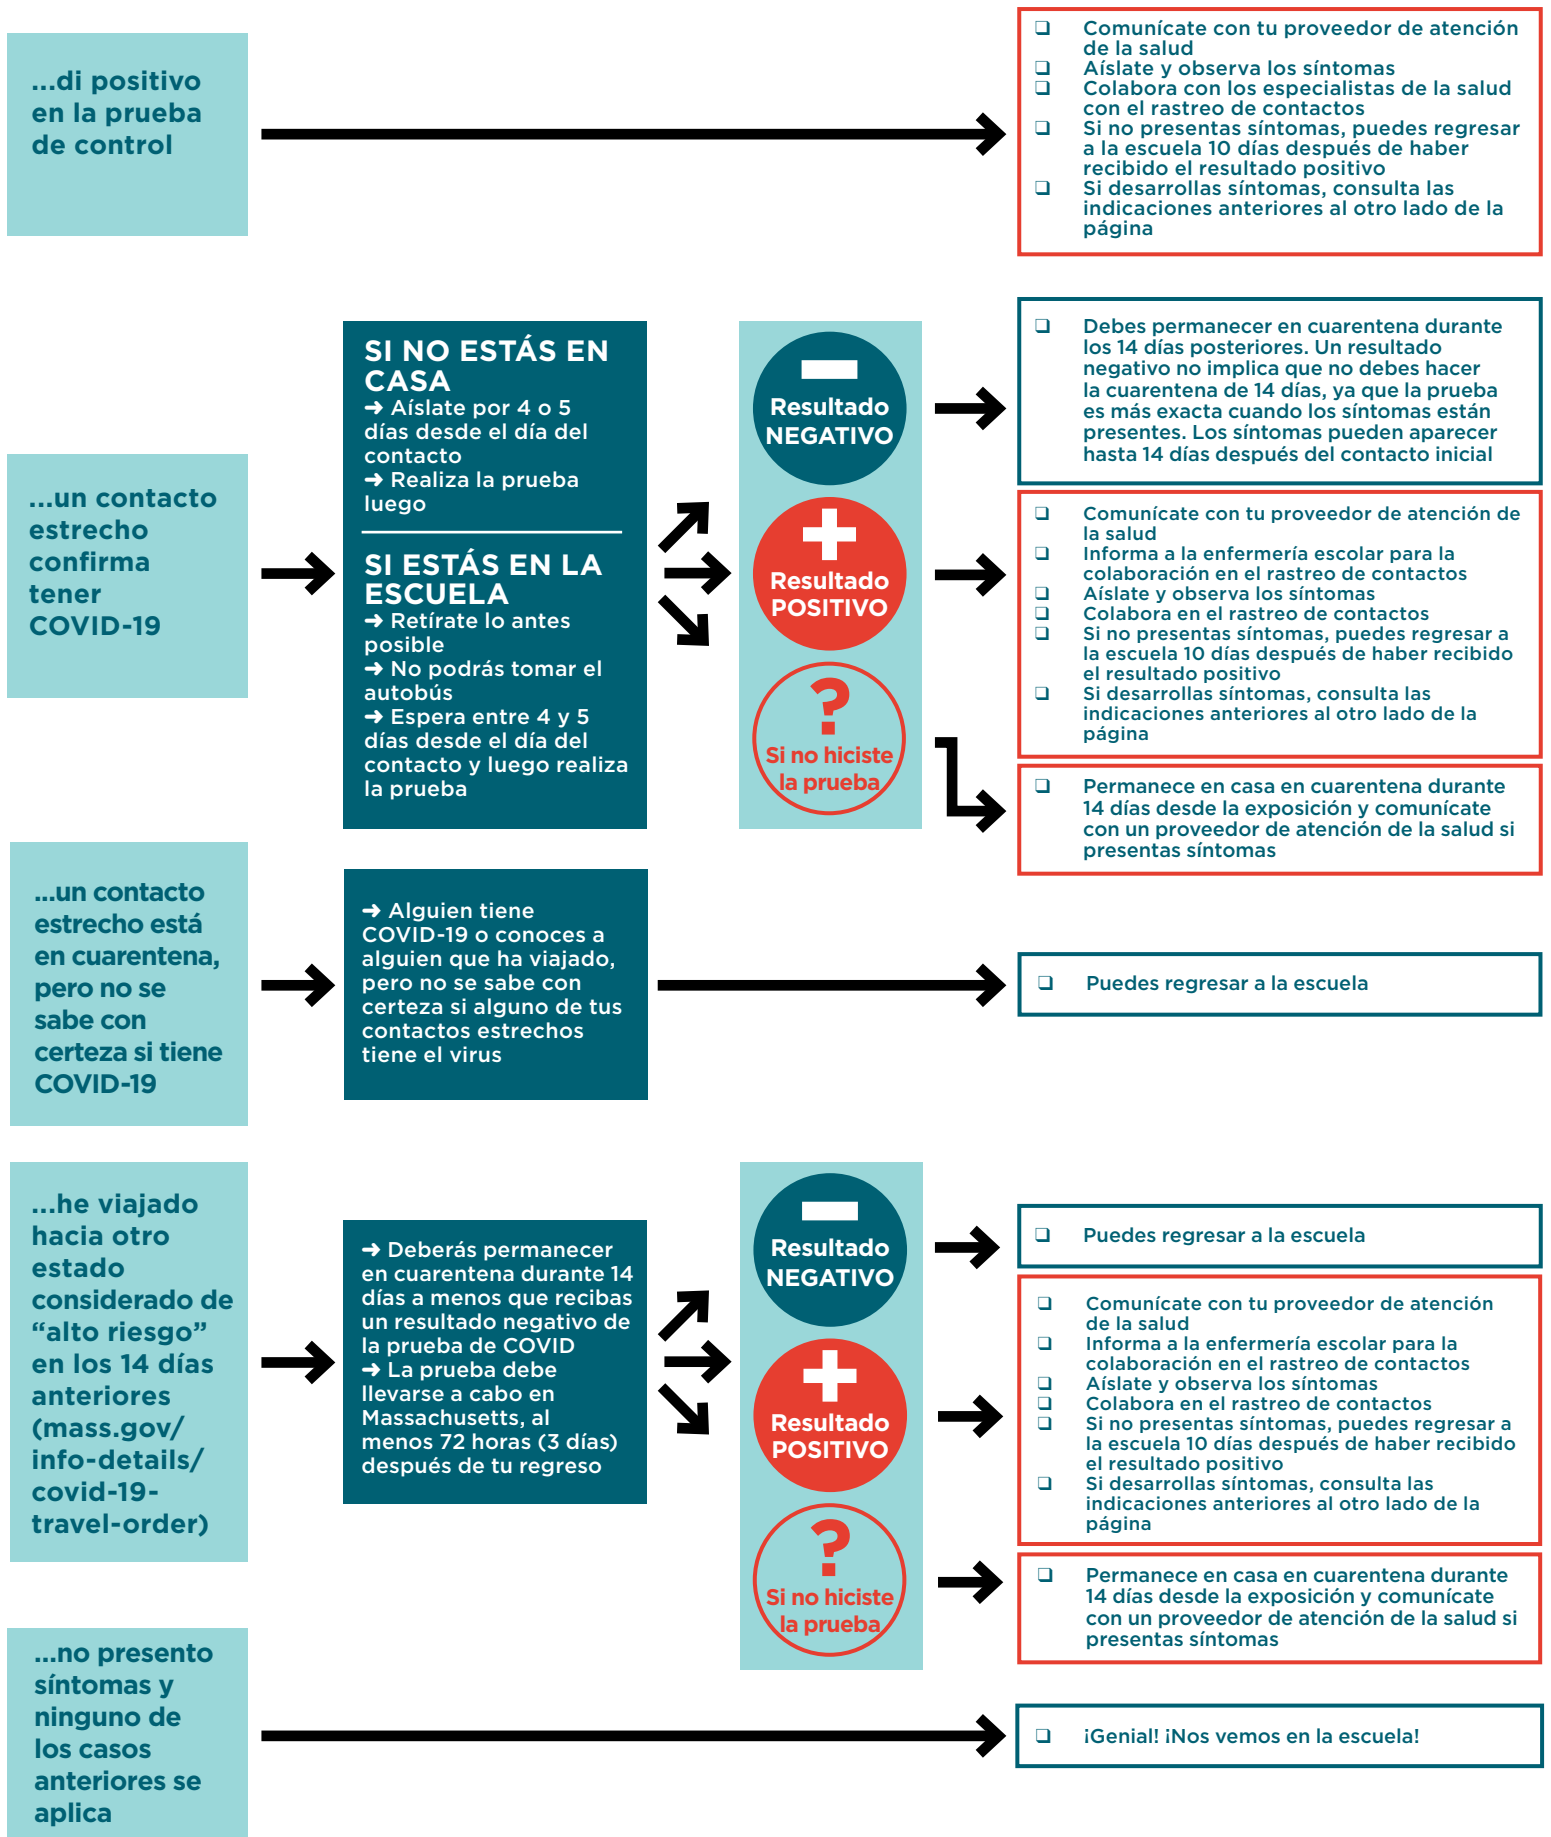 ...di positivo
en la prueba
de control
❏ Comunícate con tu proveedor de atención
de la salud
❏ Aíslate y observa los síntomas
❏ Colabora con los especialistas de la salud
con el rastreo de contactos
❏ Si no presentas síntomas, puedes regresar
a la escuela 10 días después de haber
recibido el resultado positivo
❏ Si desarrollas síntomas, consulta las
indicaciones anteriores al otro lado de la
página
...un contacto
estrecho
confirma
tener
COVID-19
SI NO ESTÁS EN
CASA
➜ Aíslate por 4 o 5
días desde el día del
contacto
➜ Realiza la prueba
luego
SI ESTÁS EN LA
ESCUELA
➜ Retírate lo antes
posible
➜ No podrás tomar el
autobús
➜ Espera entre 4 y 5
días desde el día del
contacto y luego realiza
la prueba
Resultado
NEGATIVO
❏ Debes permanecer en cuarentena durante
los 14 días posteriores. Un resultado
negativo no implica que no debes hacer
la cuarentena de 14 días, ya que la prueba
es más exacta cuando los síntomas están
presentes. Los síntomas pueden aparecer
hasta 14 días después del contacto inicial
Resultado
POSITIVO
❏ Comunícate con tu proveedor de atención de
la salud
❏ Informa a la enfermería escolar para la
colaboración en el rastreo de contactos
❏ Aíslate y observa los síntomas
❏ Colabora en el rastreo de contactos
❏ Si no presentas síntomas, puedes regresar a
la escuela 10 días después de haber recibido
el resultado positivo
❏ Si desarrollas síntomas, consulta las
indicaciones anteriores al otro lado de la
página
?
Si no hiciste
la prueba
❏ Permanece en casa en cuarentena durante
14 días desde la exposición y comunícate
con un proveedor de atención de la salud si
presentas síntomas
...un contacto
estrecho está
en cuarentena,
pero no se
sabe con
certeza si tiene
COVID-19
➜ Alguien tiene
COVID-19 o conoces a
alguien que ha viajado,
pero no se sabe con
certeza si alguno de tus
contactos estrechos
tiene el virus
❏ Puedes regresar a la escuela
...he viajado
hacia otro
estado
considerado de
“alto riesgo”
en los 14 días
anteriores
(mass.gov/
info-details/
covid-19-
travel-order)
➜ Deberás permanecer
en cuarentena durante 14
días a menos que recibas
un resultado negativo de
la prueba de COVID
➜ La prueba debe
llevarse a cabo en
Massachusetts, al
menos 72 horas (3 días)
después de tu regreso
Resultado
NEGATIVO
❏ Puedes regresar a la escuela
Resultado
POSITIVO
❏ Comunícate con tu proveedor de atención
de la salud
❏ Informa a la enfermería escolar para la
colaboración en el rastreo de contactos
❏ Aíslate y observa los síntomas
❏ Colabora en el rastreo de contactos
❏ Si no presentas síntomas, puedes regresar a
la escuela 10 días después de haber recibido
el resultado positivo
❏ Si desarrollas síntomas, consulta las
indicaciones anteriores al otro lado de la
página
?
Si no hiciste
la prueba
❏ Permanece en casa en cuarentena durante
14 días desde la exposición y comunícate
con un proveedor de atención de la salud si
presentas síntomas
...no presento
síntomas y
ninguno de
los casos
anteriores se
aplica
❏ ¡Genial! ¡Nos vemos en la escuela!